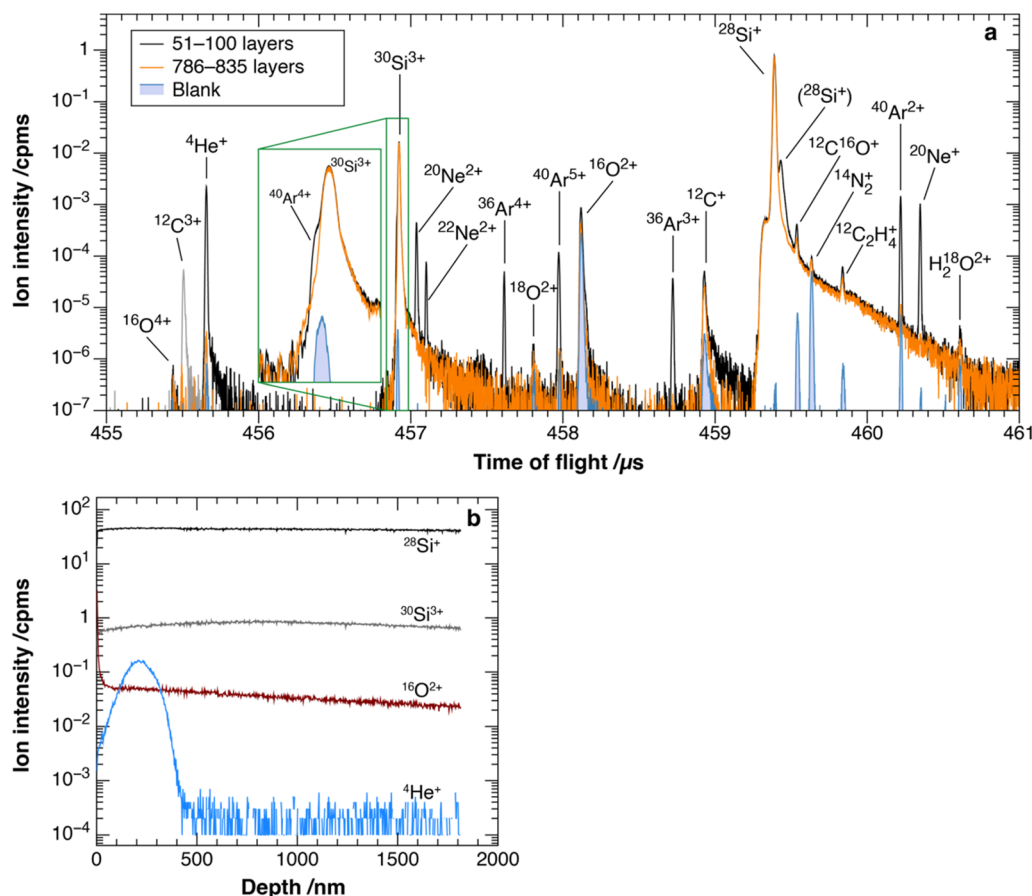 a
51–100 layers
786–835 layers
Blank
Ion intensity /cpms
1
10⁻¹
10⁻²
10⁻³
10⁻⁴
10⁻⁵
10⁻⁶
10⁻⁷
¹⁶O⁴⁺
¹²C³⁺
⁴He⁺
⁴⁰Ar⁴⁺
³⁰Si³⁺
³⁰Si³⁺
²⁰Ne²⁺
²²Ne²⁺
³⁶Ar⁴⁺
¹⁸O²⁺
⁴⁰Ar⁵⁺
¹⁶O²⁺
³⁶Ar³⁺
¹²C⁺
²⁸Si⁺
(²⁸Si⁺)
¹²C¹⁶O⁺
¹⁴N₂⁺
¹²C₂H₄⁺
⁴⁰Ar²⁺
²⁰Ne⁺
H₂¹⁸O²⁺
455 456 457 458 459 460 461
Time of flight /µs
b
Ion intensity /cpms
10²
10¹
1
10⁻¹
10⁻²
10⁻³
10⁻⁴
²⁸Si⁺
³⁰Si³⁺
¹⁶O²⁺
⁴He⁺
0 500 1000 1500 2000
Depth /nm